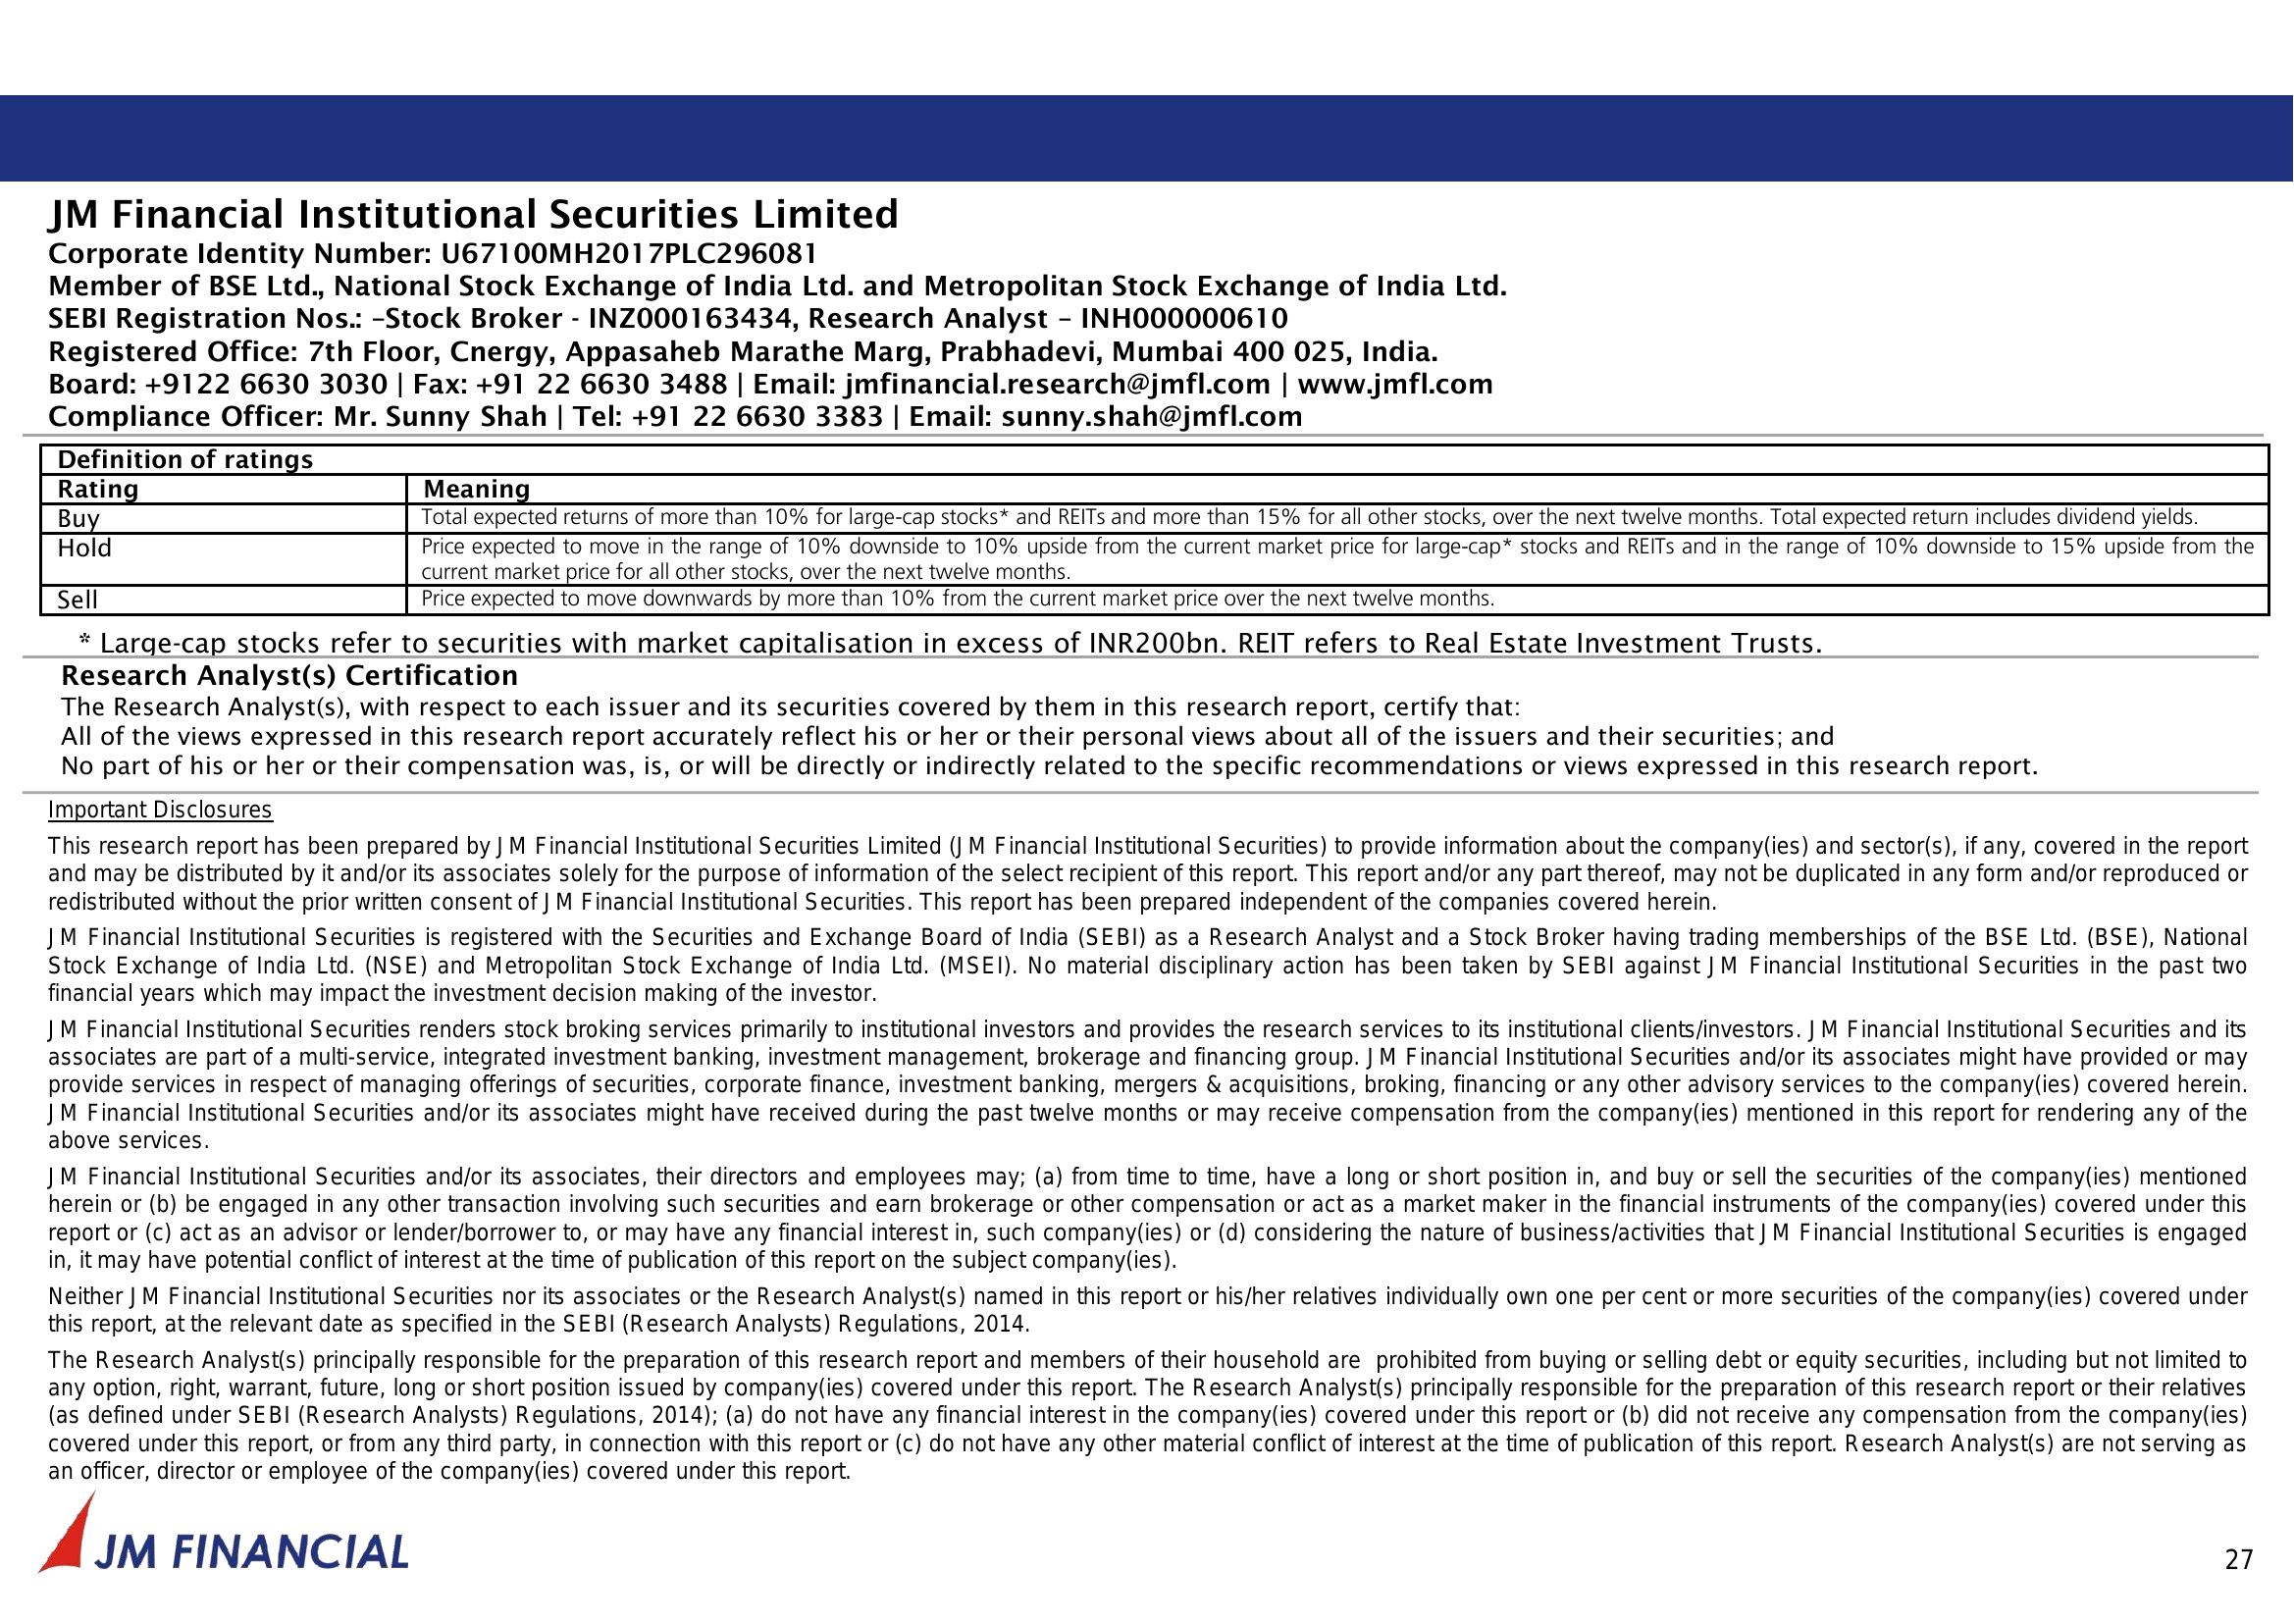 JM Financial Institutional Securities Limited
Corporate Identity Number: U67100MH2017PLC296081
Member of BSE Ltd., National Stock Exchange of India Ltd. and Metropolitan Stock Exchange of India Ltd.
SEBI Registration Nos.: –Stock Broker - INZ000163434, Research Analyst – INH000000610
Registered Office: 7th Floor, Cnergy, Appasaheb Marathe Marg, Prabhadevi, Mumbai 400 025, India.
Board: +9122 6630 3030 | Fax: +91 22 6630 3488 | Email: jmfinancial.research@jmfl.com | www.jmfl.com
Compliance Officer: Mr. Sunny Shah | Tel: +91 22 6630 3383 | Email: sunny.shah@jmfl.com
Definition of ratings
Rating Meaning
Buy Total expected returns of more than 10% for large-cap stocks* and REITs and more than 15% for all other stocks, over the next twelve months. Total expected return includes dividend yields.
Hold Price expected to move in the range of 10% downside to 10% upside from the current market price for large-cap* stocks and REITs and in the range of 10% downside to 15% upside from the
current market price for all other stocks, over the next twelve months.
Sell Price expected to move downwards by more than 10% from the current market price over the next twelve months.
* Large-cap stocks refer to securities with market capitalisation in excess of INR200bn. REIT refers to Real Estate Investment Trusts.
Research Analyst(s) Certification
The Research Analyst(s), with respect to each issuer and its securities covered by them in this research report, certify that:
All of the views expressed in this research report accurately reflect his or her or their personal views about all of the issuers and their securities; and
No part of his or her or their compensation was, is, or will be directly or indirectly related to the specific recommendations or views expressed in this research report.
Important Disclosures
This research report has been prepared by JM Financial Institutional Securities Limited (JM Financial Institutional Securities) to provide information about the company(ies) and sector(s), if any, covered in the report
and may be distributed by it and/or its associates solely for the purpose of information of the select recipient of this report. This report and/or any part thereof, may not be duplicated in any form and/or reproduced or
redistributed without the prior written consent of JM Financial Institutional Securities. This report has been prepared independent of the companies covered herein.
JM Financial Institutional Securities is registered with the Securities and Exchange Board of India (SEBI) as a Research Analyst and a Stock Broker having trading memberships of the BSE Ltd. (BSE), National
Stock Exchange of India Ltd. (NSE) and Metropolitan Stock Exchange of India Ltd. (MSEI). No material disciplinary action has been taken by SEBI against JM Financial Institutional Securities in the past two
financial years which may impact the investment decision making of the investor.
JM Financial Institutional Securities renders stock broking services primarily to institutional investors and provides the research services to its institutional clients/investors. JM Financial Institutional Securities and its
associates are part of a multi-service, integrated investment banking, investment management, brokerage and financing group. JM Financial Institutional Securities and/or its associates might have provided or may
provide services in respect of managing offerings of securities, corporate finance, investment banking, mergers & acquisitions, broking, financing or any other advisory services to the company(ies) covered herein.
JM Financial Institutional Securities and/or its associates might have received during the past twelve months or may receive compensation from the company(ies) mentioned in this report for rendering any of the
above services.
JM Financial Institutional Securities and/or its associates, their directors and employees may; (a) from time to time, have a long or short position in, and buy or sell the securities of the company(ies) mentioned
herein or (b) be engaged in any other transaction involving such securities and earn brokerage or other compensation or act as a market maker in the financial instruments of the company(ies) covered under this
report or (c) act as an advisor or lender/borrower to, or may have any financial interest in, such company(ies) or (d) considering the nature of business/activities that JM Financial Institutional Securities is engaged
in, it may have potential conflict of interest at the time of publication of this report on the subject company(ies).
Neither JM Financial Institutional Securities nor its associates or the Research Analyst(s) named in this report or his/her relatives individually own one per cent or more securities of the company(ies) covered under
this report, at the relevant date as specified in the SEBI (Research Analysts) Regulations, 2014.
The Research Analyst(s) principally responsible for the preparation of this research report and members of their household are prohibited from buying or selling debt or equity securities, including but not limited to
any option, right, warrant, future, long or short position issued by company(ies) covered under this report. The Research Analyst(s) principally responsible for the preparation of this research report or their relatives
(as defined under SEBI (Research Analysts) Regulations, 2014); (a) do not have any financial interest in the company(ies) covered under this report or (b) did not receive any compensation from the company(ies)
covered under this report, or from any third party, in connection with this report or (c) do not have any other material conflict of interest at the time of publication of this report. Research Analyst(s) are not serving as
an officer, director or employee of the company(ies) covered under this report.
JM FINANCIAL
27